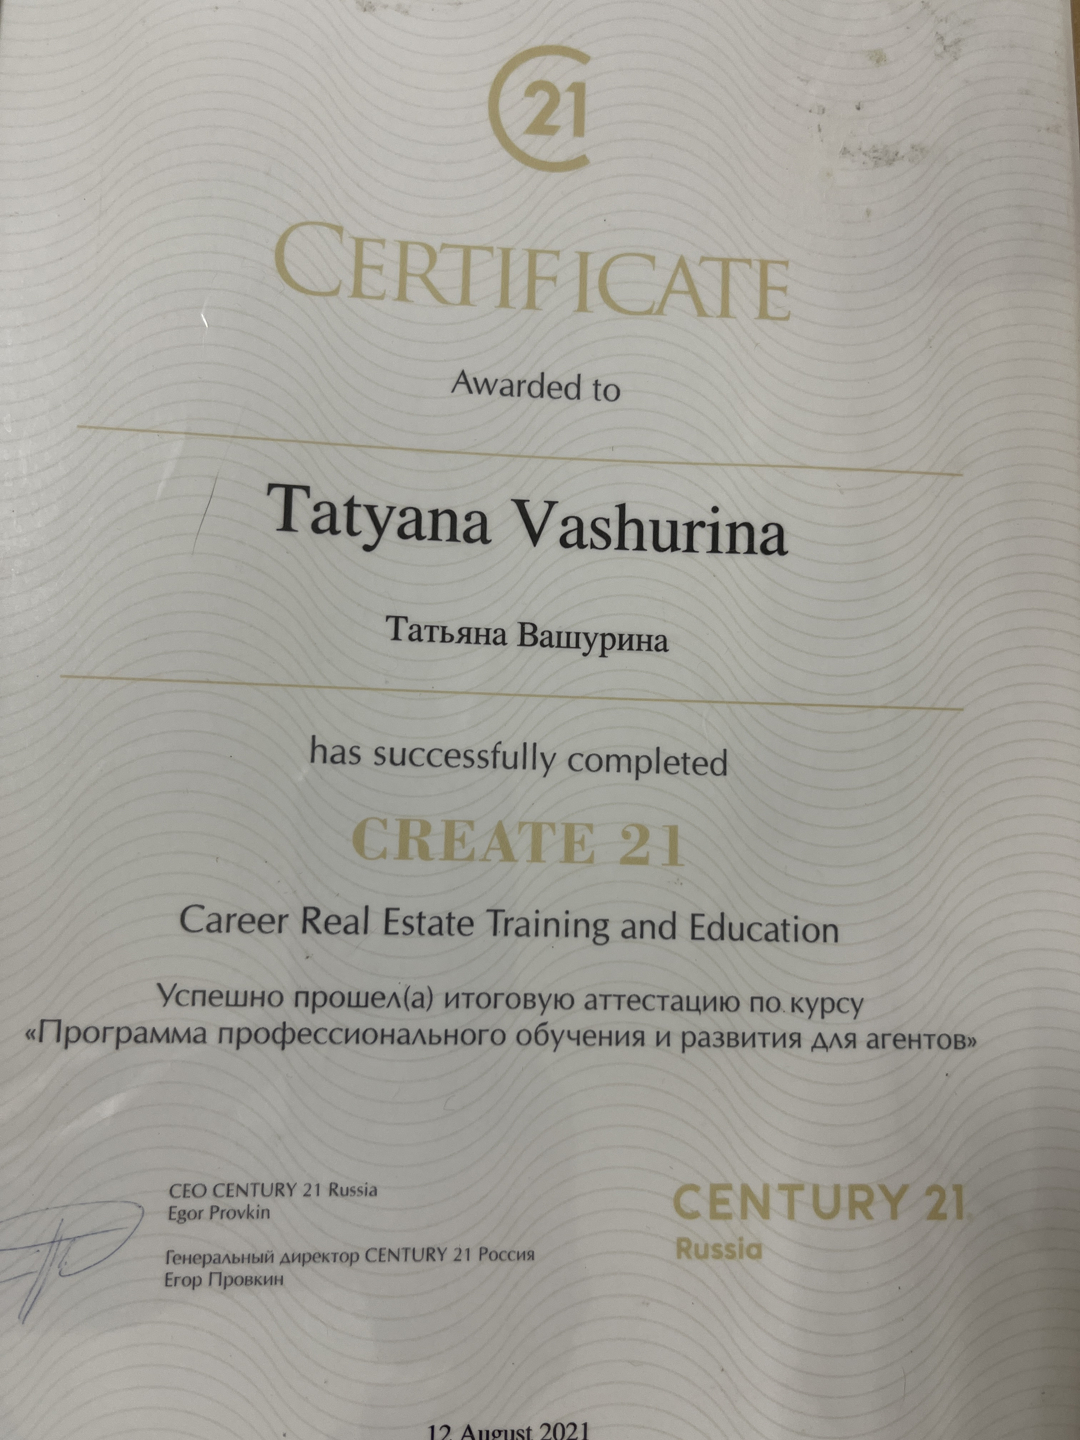 21
CERTIFICATE
Awarded to
Tatyana Vashurina
Татьяна Вашурина
has successfully completed
CREATE 21
Career Real Estate Training and Education
Успешно прошел(а) итоговую аттестацию по курсу
«Программа профессионального обучения и развития для агентов»
CEO CENTURY 21 Russia
Egor Provkin
Генеральный директор CENTURY 21 Россия
Егор Провкин
CENTURY 21
Russia
12 August 2021